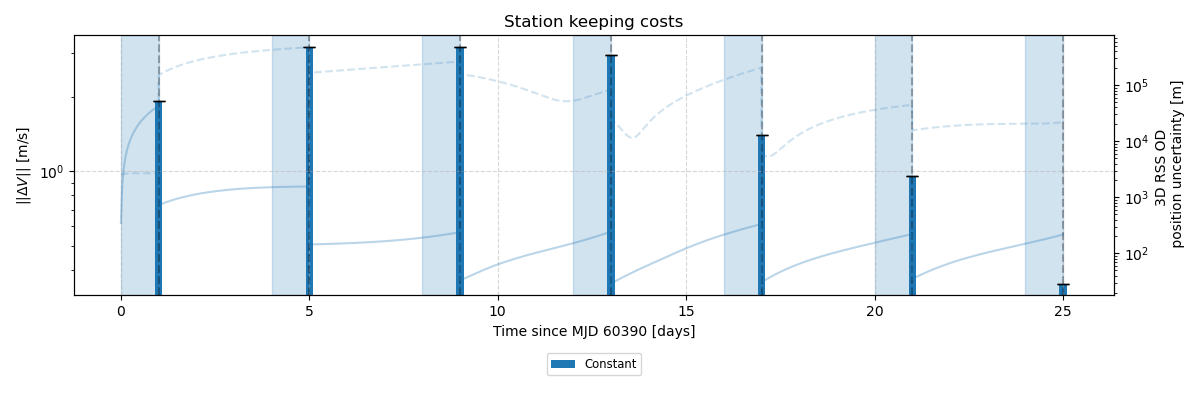 Station keeping costs
||ΔV|| [m/s]
10⁰
10⁵
10⁴
10³
10²
3D RSS OD
position uncertainty [m]
0 5 10 15 20 25
Time since MJD 60390 [days]
Constant